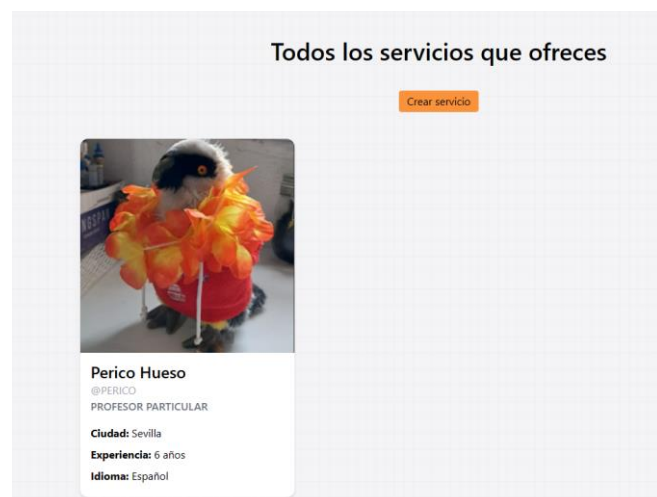 Todos los servicios que ofreces
Crear servicio
Perico Hueso
@PERICO
PROFESOR PARTICULAR
Ciudad: Sevilla
Experiencia: 6 años
Idioma: Español